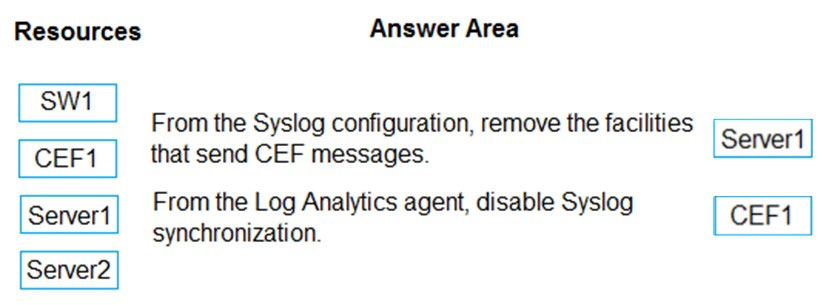 Resources
Answer Area
SW1
CEF1
Server1
Server2
From the Syslog configuration, remove the facilities
that send CEF messages.
Server1
From the Log Analytics agent, disable Syslog
synchronization.
CEF1